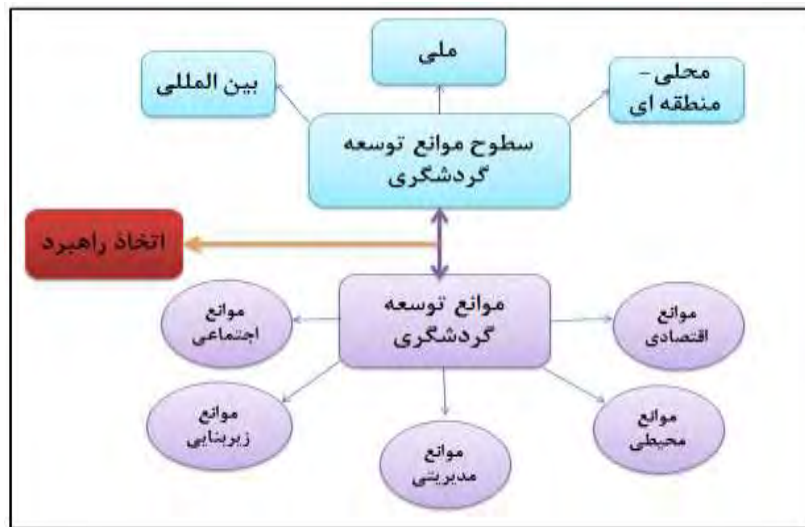 ملی
محلی-
منطقه ای
بین المللی
سطوح موانع توسعه
گردشگری
اتخاذ راهبرد
موانع توسعه
گردشگری
موانع
اقتصادی
موانع
اجتماعی
موانع
محیطی
موانع
زیربنایی
موانع
مدیریتی